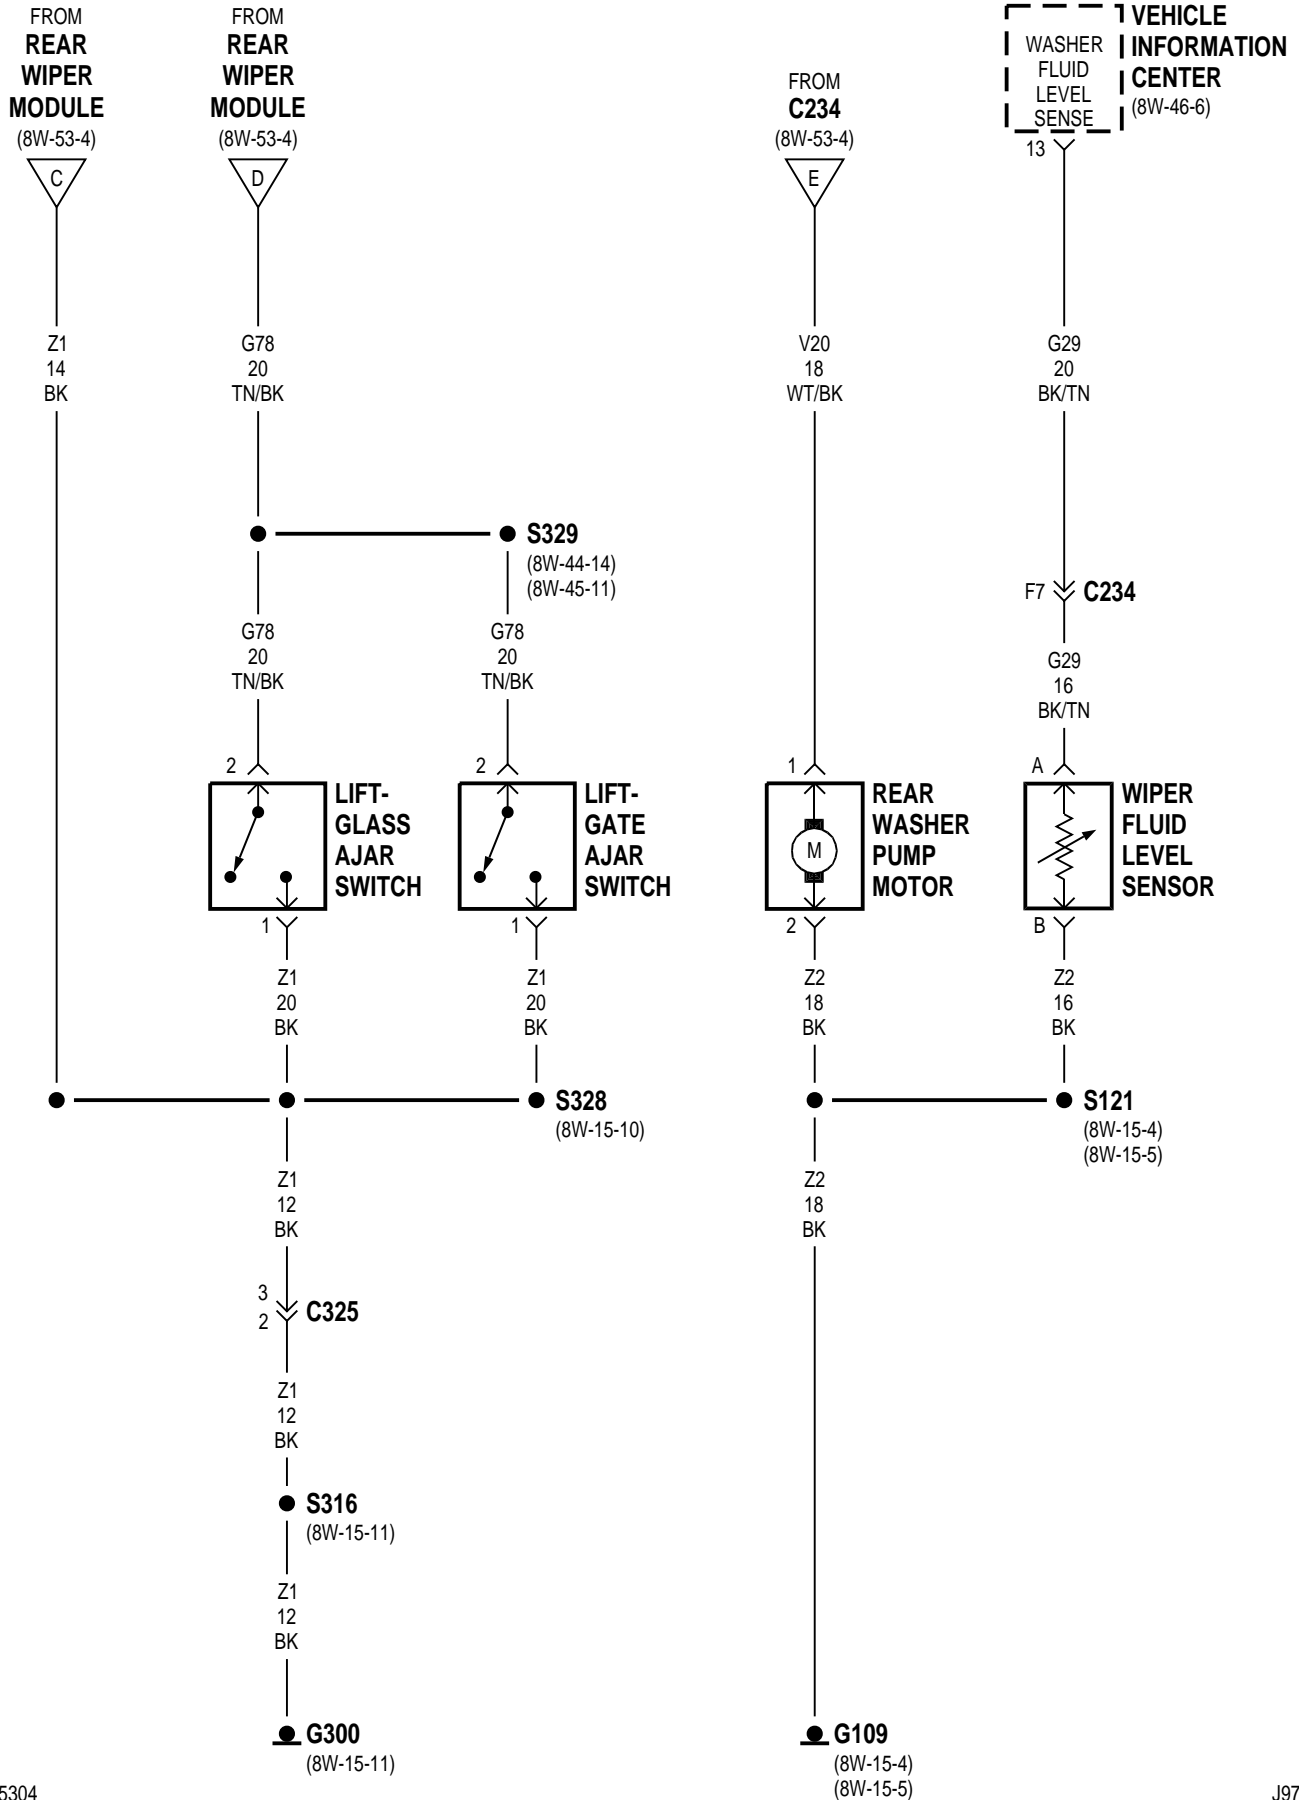 FROM
REAR
WIPER
MODULE
(8W-53-4)
C
FROM
REAR
WIPER
MODULE
(8W-53-4)
D
FROM
C234
(8W-53-4)
E
WASHER
FLUID
LEVEL
SENSE
VEHICLE
INFORMATION
CENTER
(8W-46-6)
13
Z1
14
BK
G78
20
TN/BK
V20
18
WT/BK
G29
20
BK/TN
S329
(8W-44-14)
(8W-45-11)
F7
C234
G78
20
TN/BK
G78
20
TN/BK
G29
16
BK/TN
2
LIFT-
GLASS
AJAR
SWITCH
1
2
LIFT-
GATE
AJAR
SWITCH
1
1
M
REAR
WASHER
PUMP
MOTOR
2
A
WIPER
FLUID
LEVEL
SENSOR
B
Z1
20
BK
Z1
20
BK
Z2
18
BK
Z2
16
BK
S328
(8W-15-10)
S121
(8W-15-4)
(8W-15-5)
Z1
12
BK
Z2
18
BK
3
2
C325
Z1
12
BK
S316
(8W-15-11)
Z1
12
BK
G300
(8W-15-11)
G109
(8W-15-4)
(8W-15-5)
5304
J97